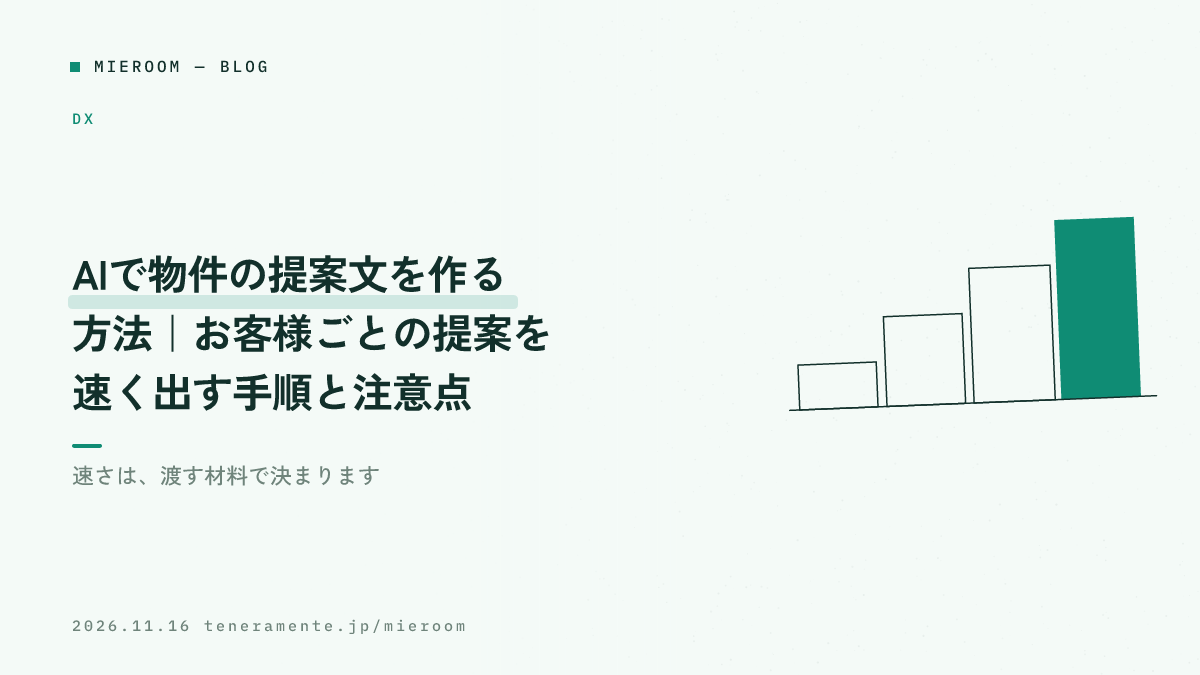 MIEROOM — BLOG
DX
AIで物件の提案文を作る
方法｜お客様ごとの提案を
速く出す手順と注意点
速さは、渡す材料で決まります
2026.11.16 teneramente.jp/mieroom